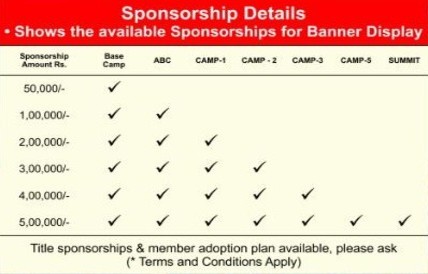 Sponsorship Details
• Shows the available Sponsorships for Banner Display
Sponsorship Amount Rs. Base Camp ABC CAMP-1 CAMP - 2 CAMP-3 CAMP-5 SUMMIT
50,000/- ✓
1,00,000/- ✓ ✓
2,00,000/- ✓ ✓ ✓
3,00,000/- ✓ ✓ ✓ ✓
4,00,000/- ✓ ✓ ✓ ✓ ✓
5,00,000/- ✓ ✓ ✓ ✓ ✓ ✓ ✓
Title sponsorships & member adoption plan available, please ask
(* Terms and Conditions Apply)